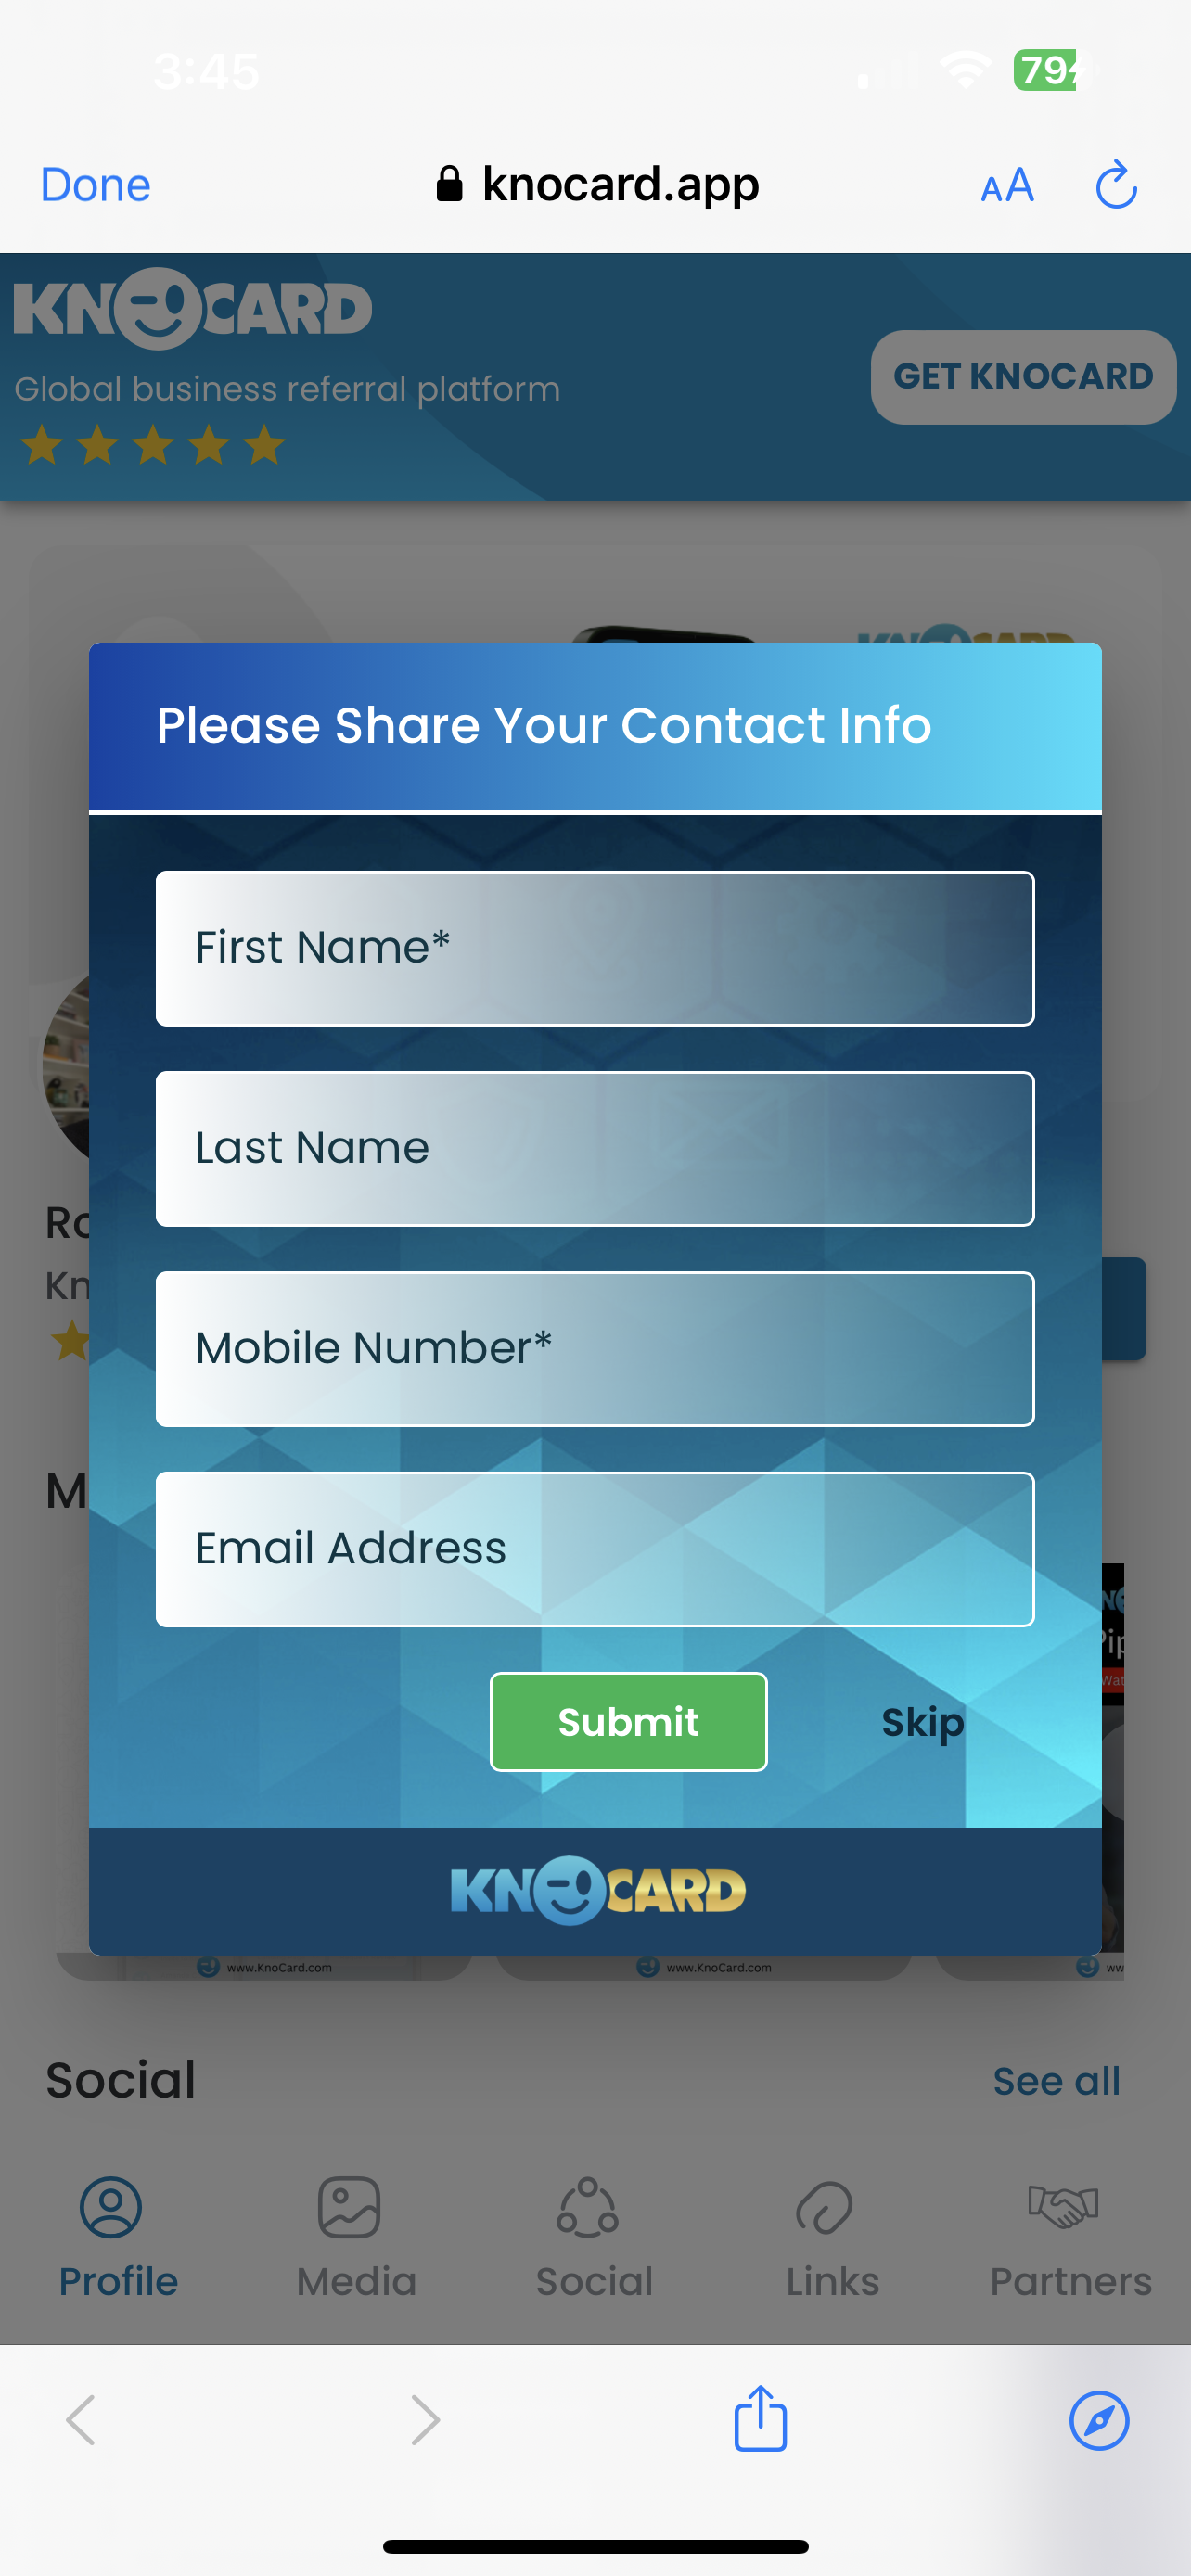 3:45
79
Done
knocard.app
AA
KNOCARD
Global business referral platform
GET KNOCARD
KNOCARD
Please Share Your Contact Info
First Name*
Last Name
Mobile Number*
Email Address
Submit
Skip
KNOCARD
www.KnoCard.com
www.KnoCard.com
Social
See all
Profile
Media
Social
Links
Partners